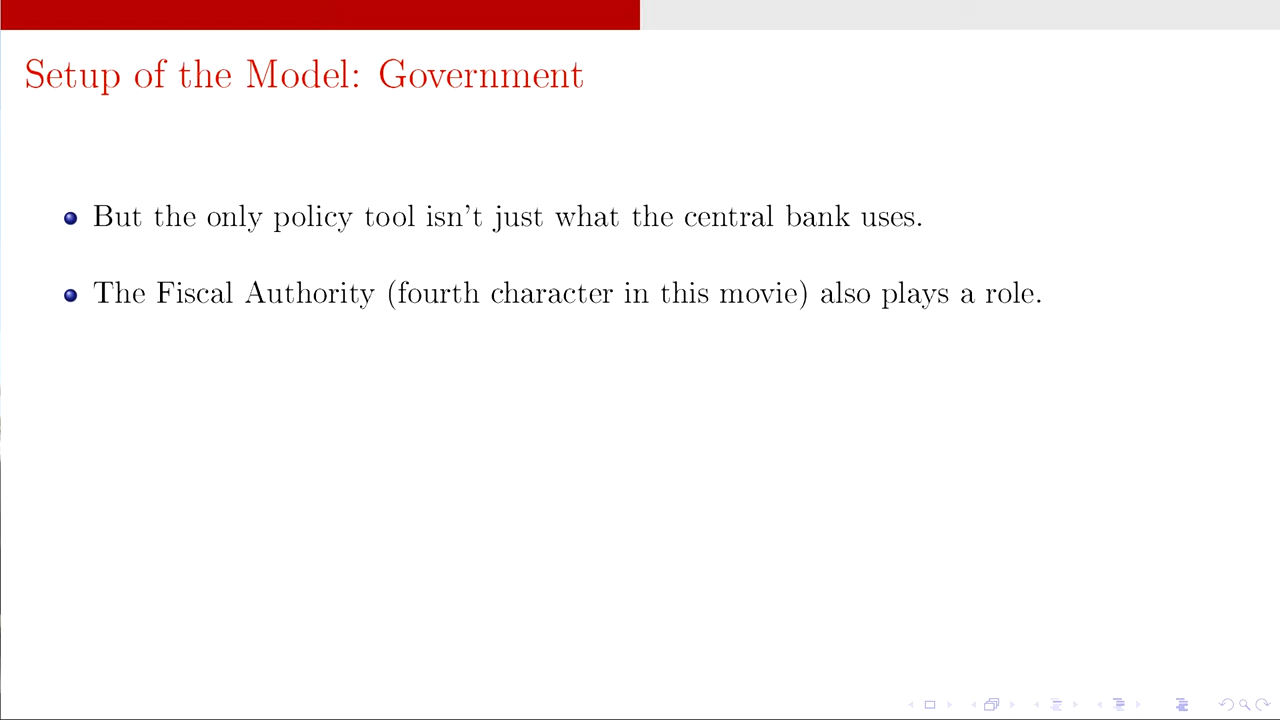 Setup of the Model: Government
But the only policy tool isn't just what the central bank uses.
The Fiscal Authority (fourth character in this movie) also plays a role.